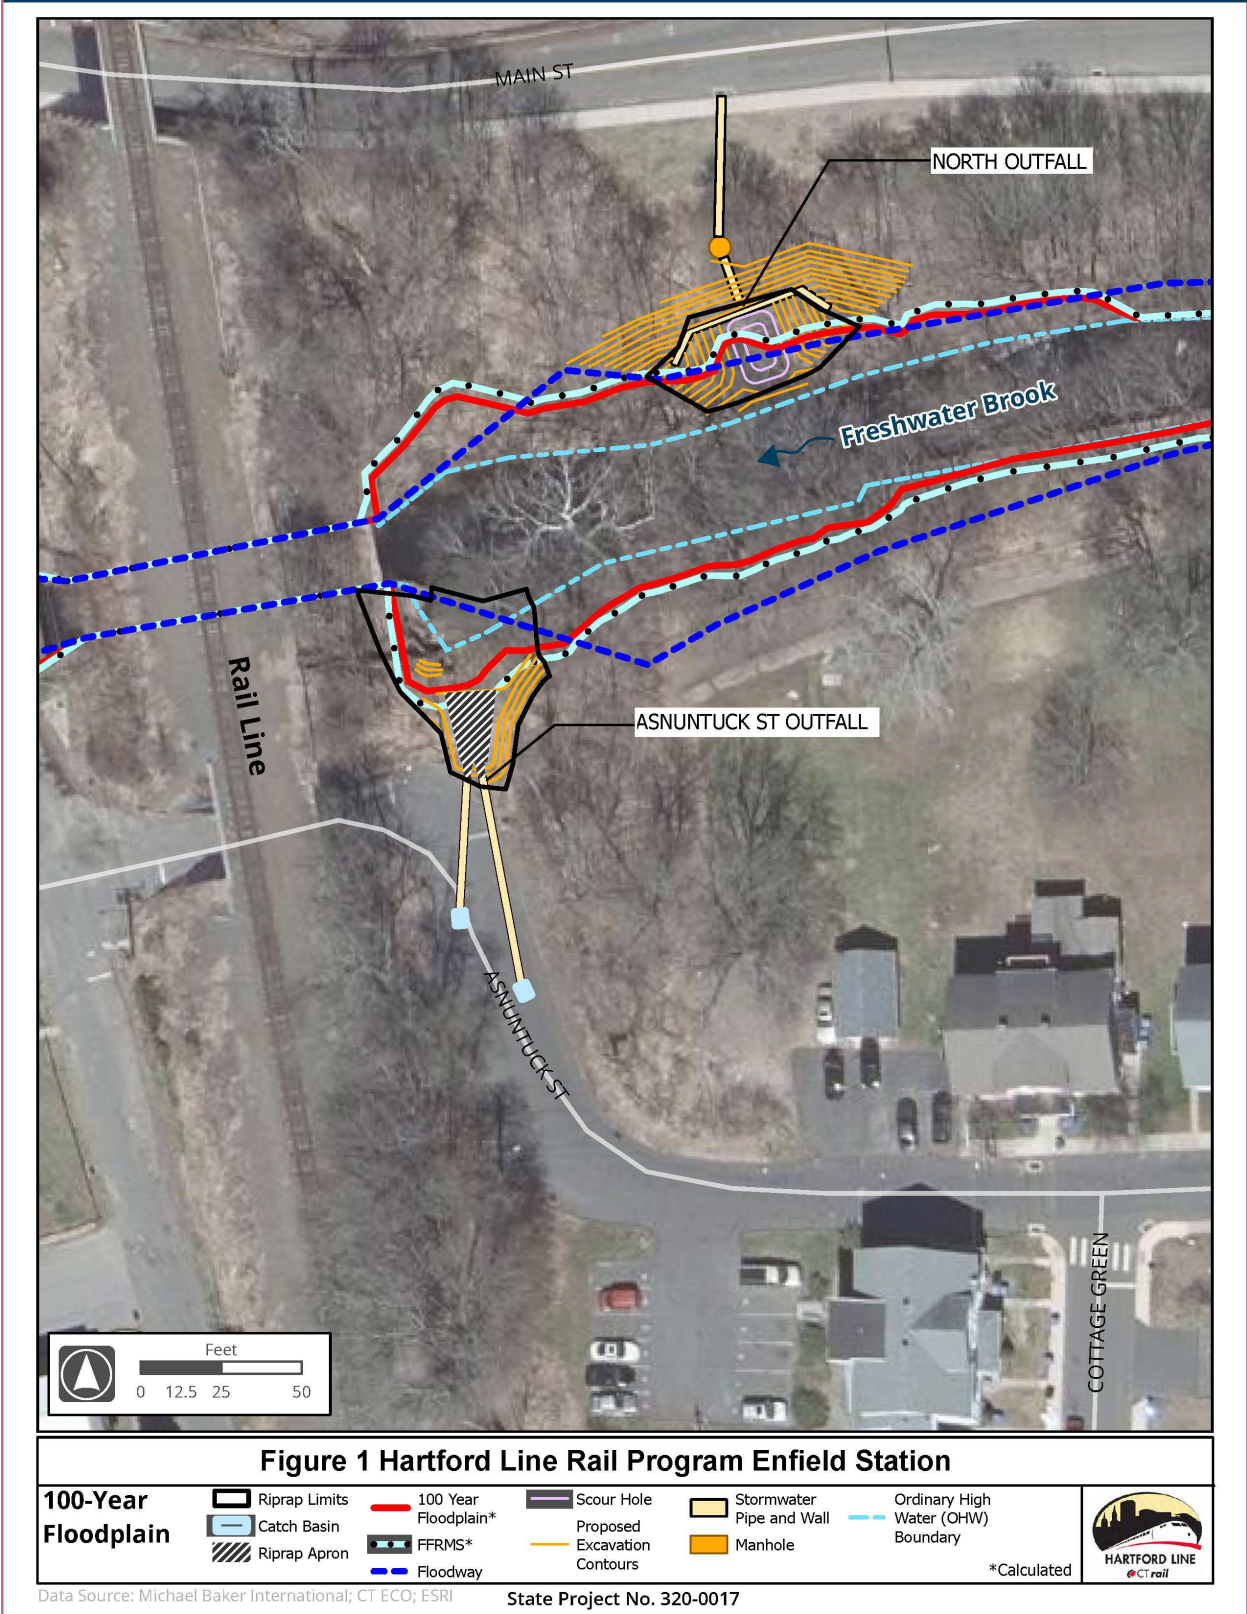 MAIN ST
NORTH OUTFALL
Freshwater Brook
Rail Line
ASNUNTUCK ST OUTFALL
ASNUNTUCK ST
COTTAGE GREEN
Feet
0 12.5 25 50
Figure 1 Hartford Line Rail Program Enfield Station
100-Year
Floodplain
Riprap Limits
Catch Basin
Riprap Apron
100 Year
Floodplain*
FFRMS*
Floodway
Scour Hole
Proposed
Excavation
Contours
Stormwater
Pipe and Wall
Manhole
Ordinary High
Water (OHW)
Boundary
*Calculated
HARTFORD LINE
CTrail
Data Source: Michael Baker International; CT ECO; ESRI
State Project No. 320-0017